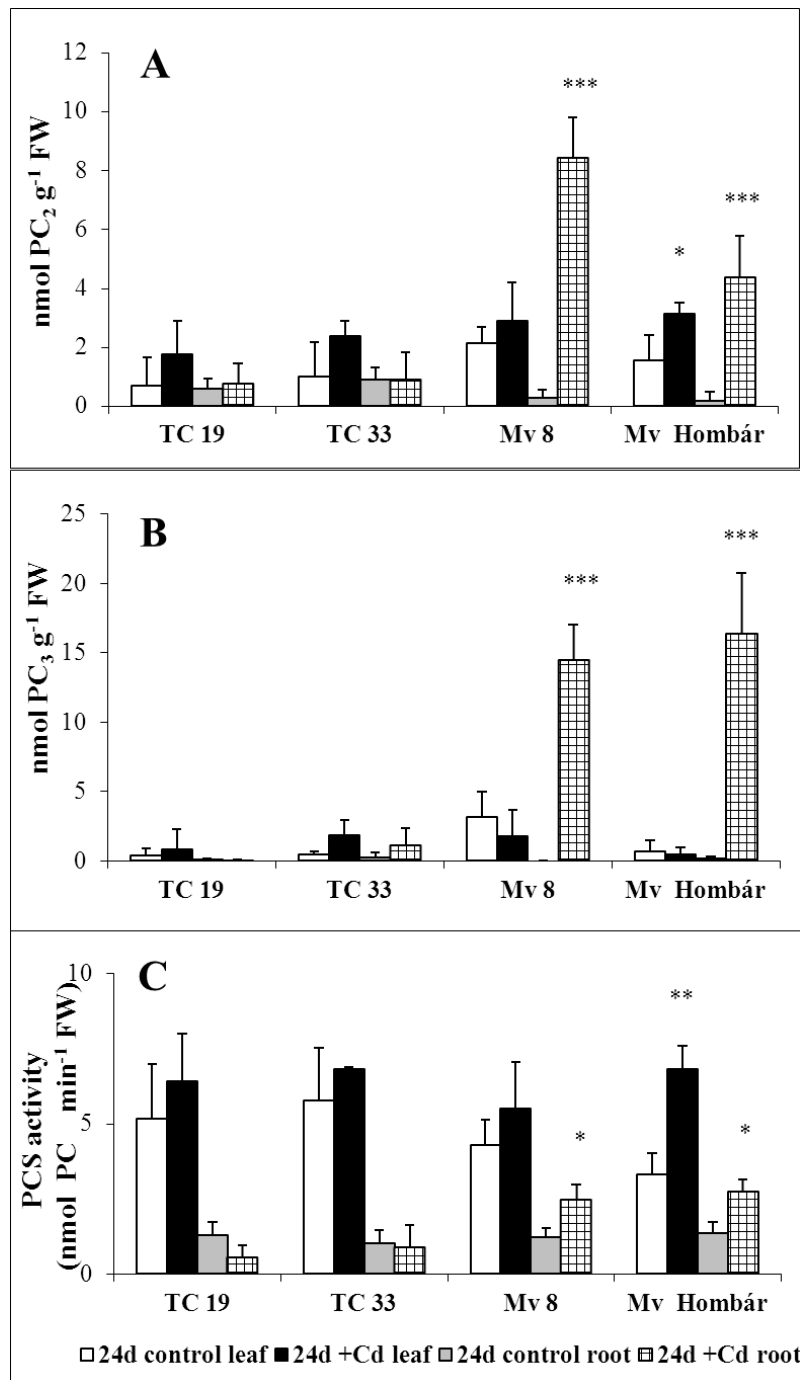 A
nmol PC₂ g⁻¹ FW
12
10
8
6
4
2
0
***
*
***
TC 19 TC 33 Mv 8 Mv Hombár
B
nmol PC₃ g⁻¹ FW
25
20
15
10
5
0
***
***
TC 19 TC 33 Mv 8 Mv Hombár
C
PCS activity
(nmol PC min⁻¹ FW)
10
5
0
*
**
*
TC 19 TC 33 Mv 8 Mv Hombár
24d control leaf 24d +Cd leaf 24d control root 24d +Cd root